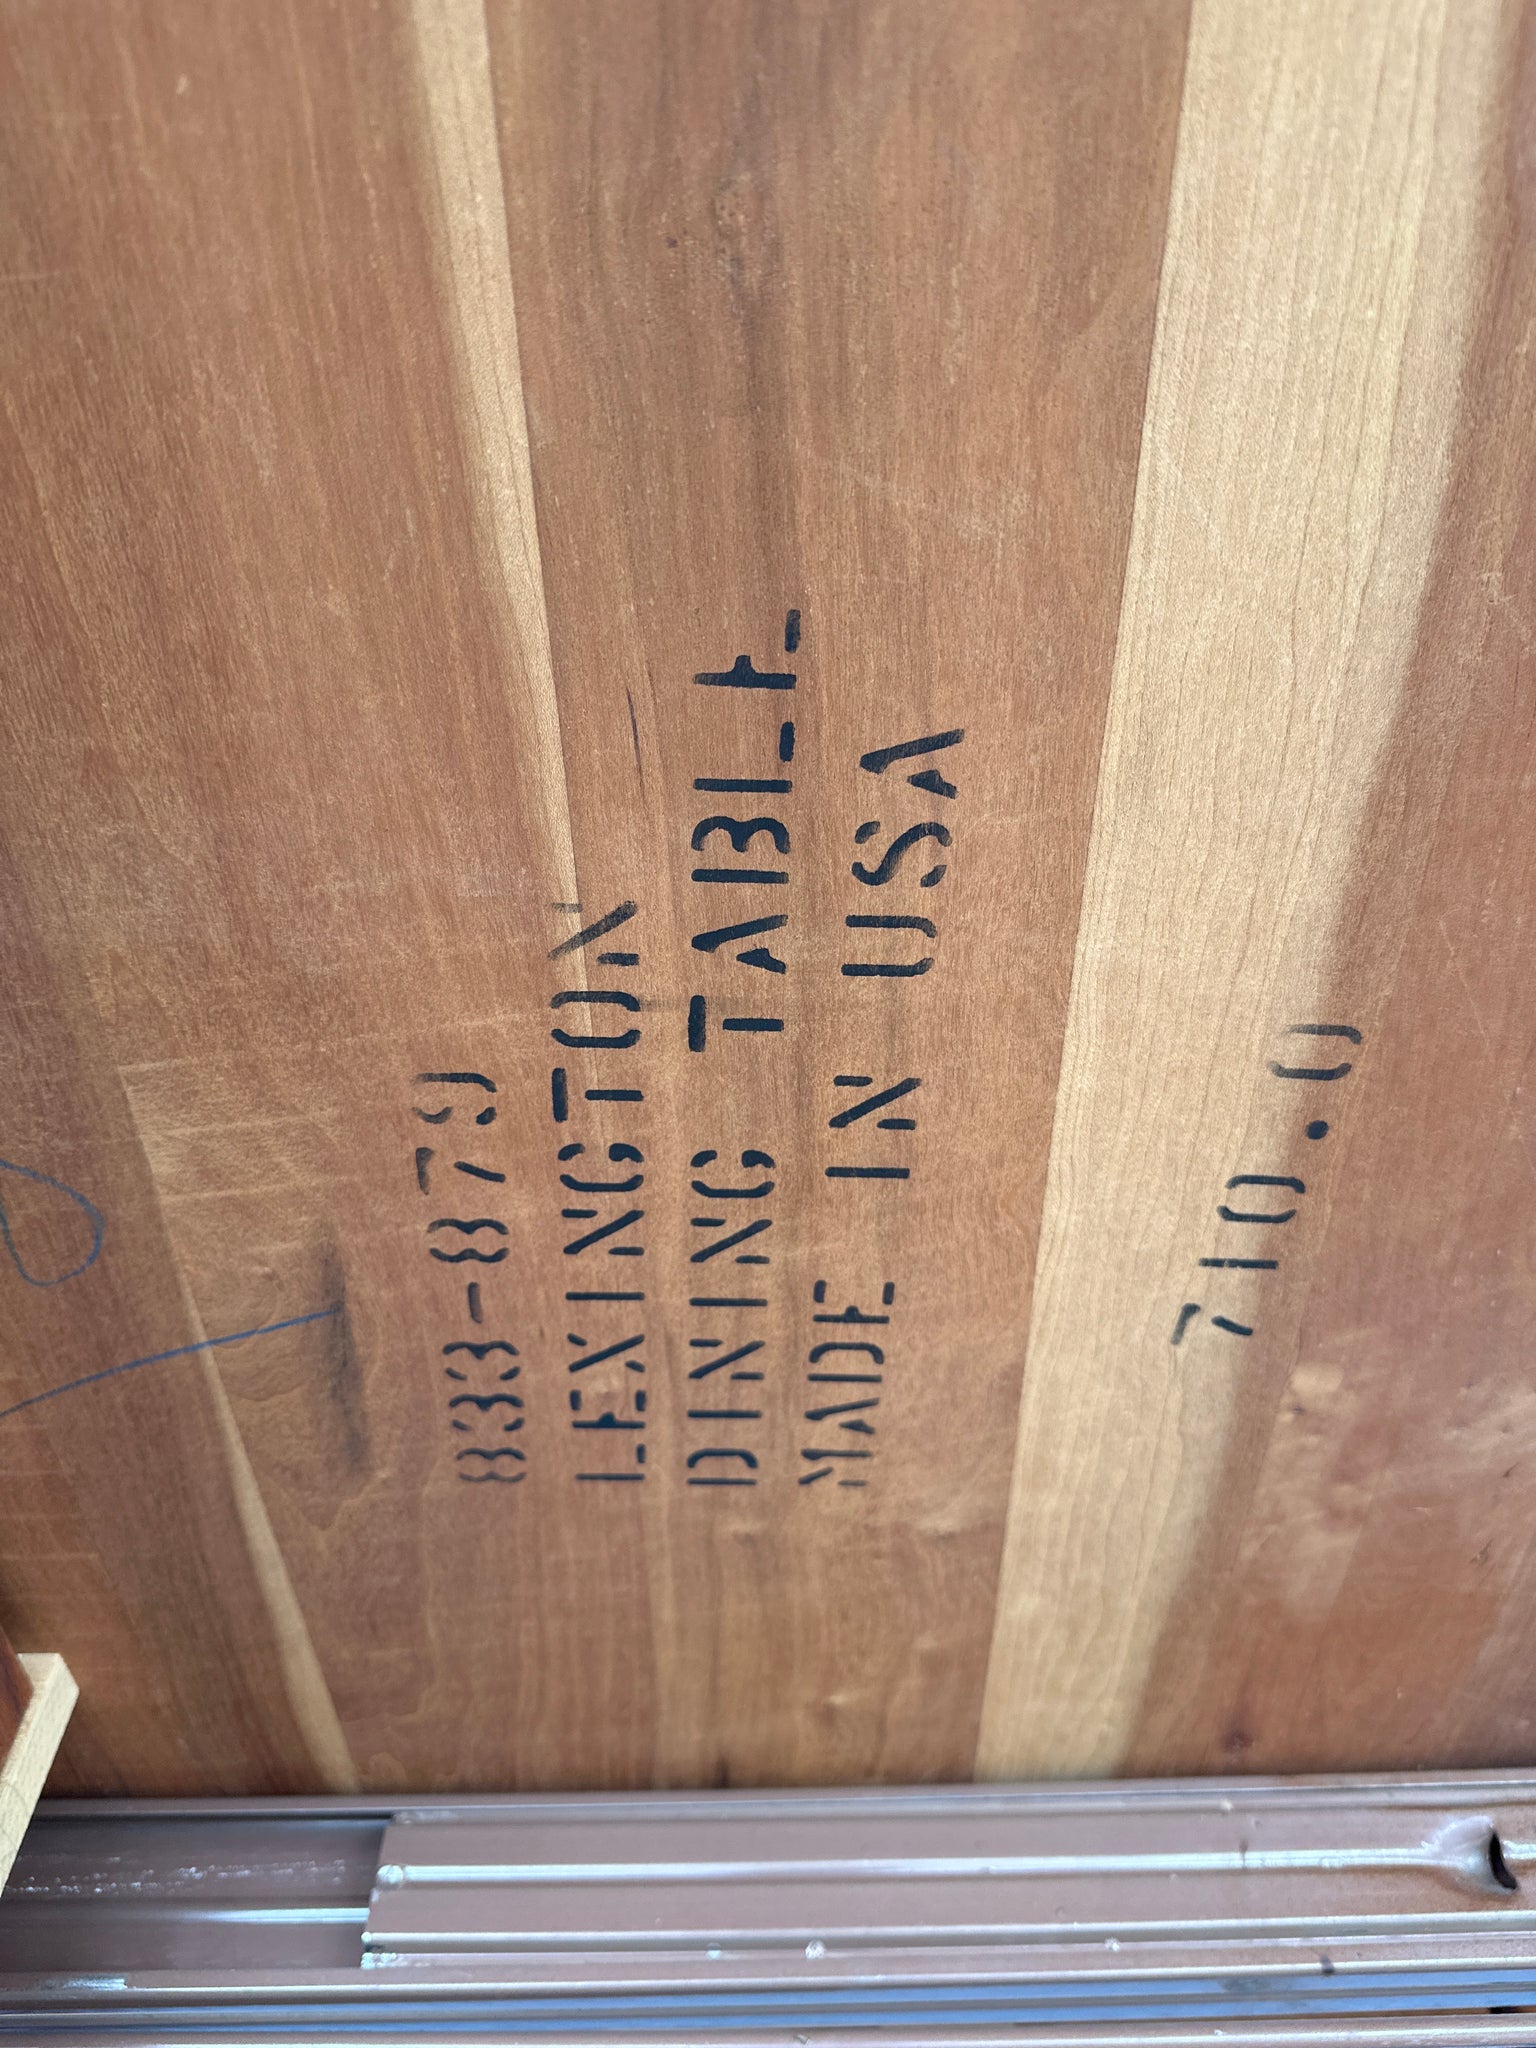 833-879
LEXINGTON
DINING TABLE
MADE IN USA
710.0